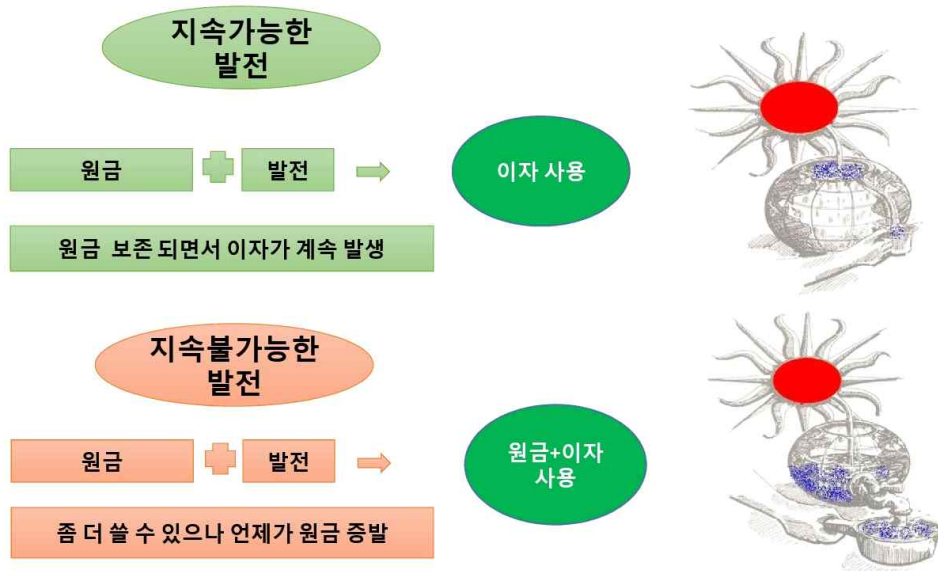 지속가능한
발전
원금
발전
이자 사용
원금 보존 되면서 이자가 계속 발생
지속불가능한
발전
원금
발전
원금+이자
사용
좀 더 쓸 수 있으나 언제가 원금 증발